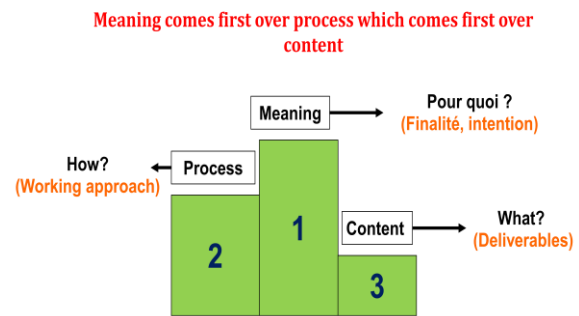 Meaning comes first over process which comes first over
content
Meaning
Pour quoi ?
(Finalité, intention)
How?
(Working approach)
Process
1
2
Content
What?
(Deliverables)
3